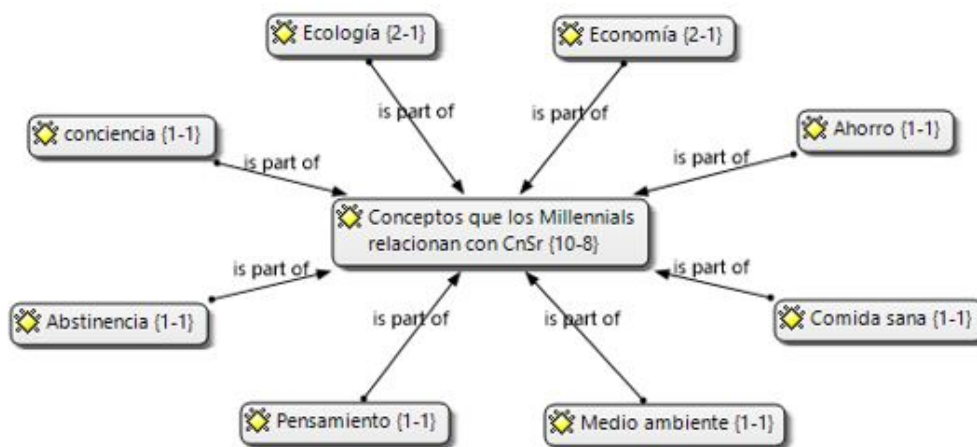 Ecología {2-1}
Economía {2-1}
is part of
is part of
conciencia {1-1}
Ahorro {1-1}
is part of
is part of
Conceptos que los Millennials
relacionan con CnSr {10-8}
is part of
is part of
Abstinencia {1-1}
Comida sana {1-1}
is part of
is part of
Pensamiento {1-1}
Medio ambiente {1-1}